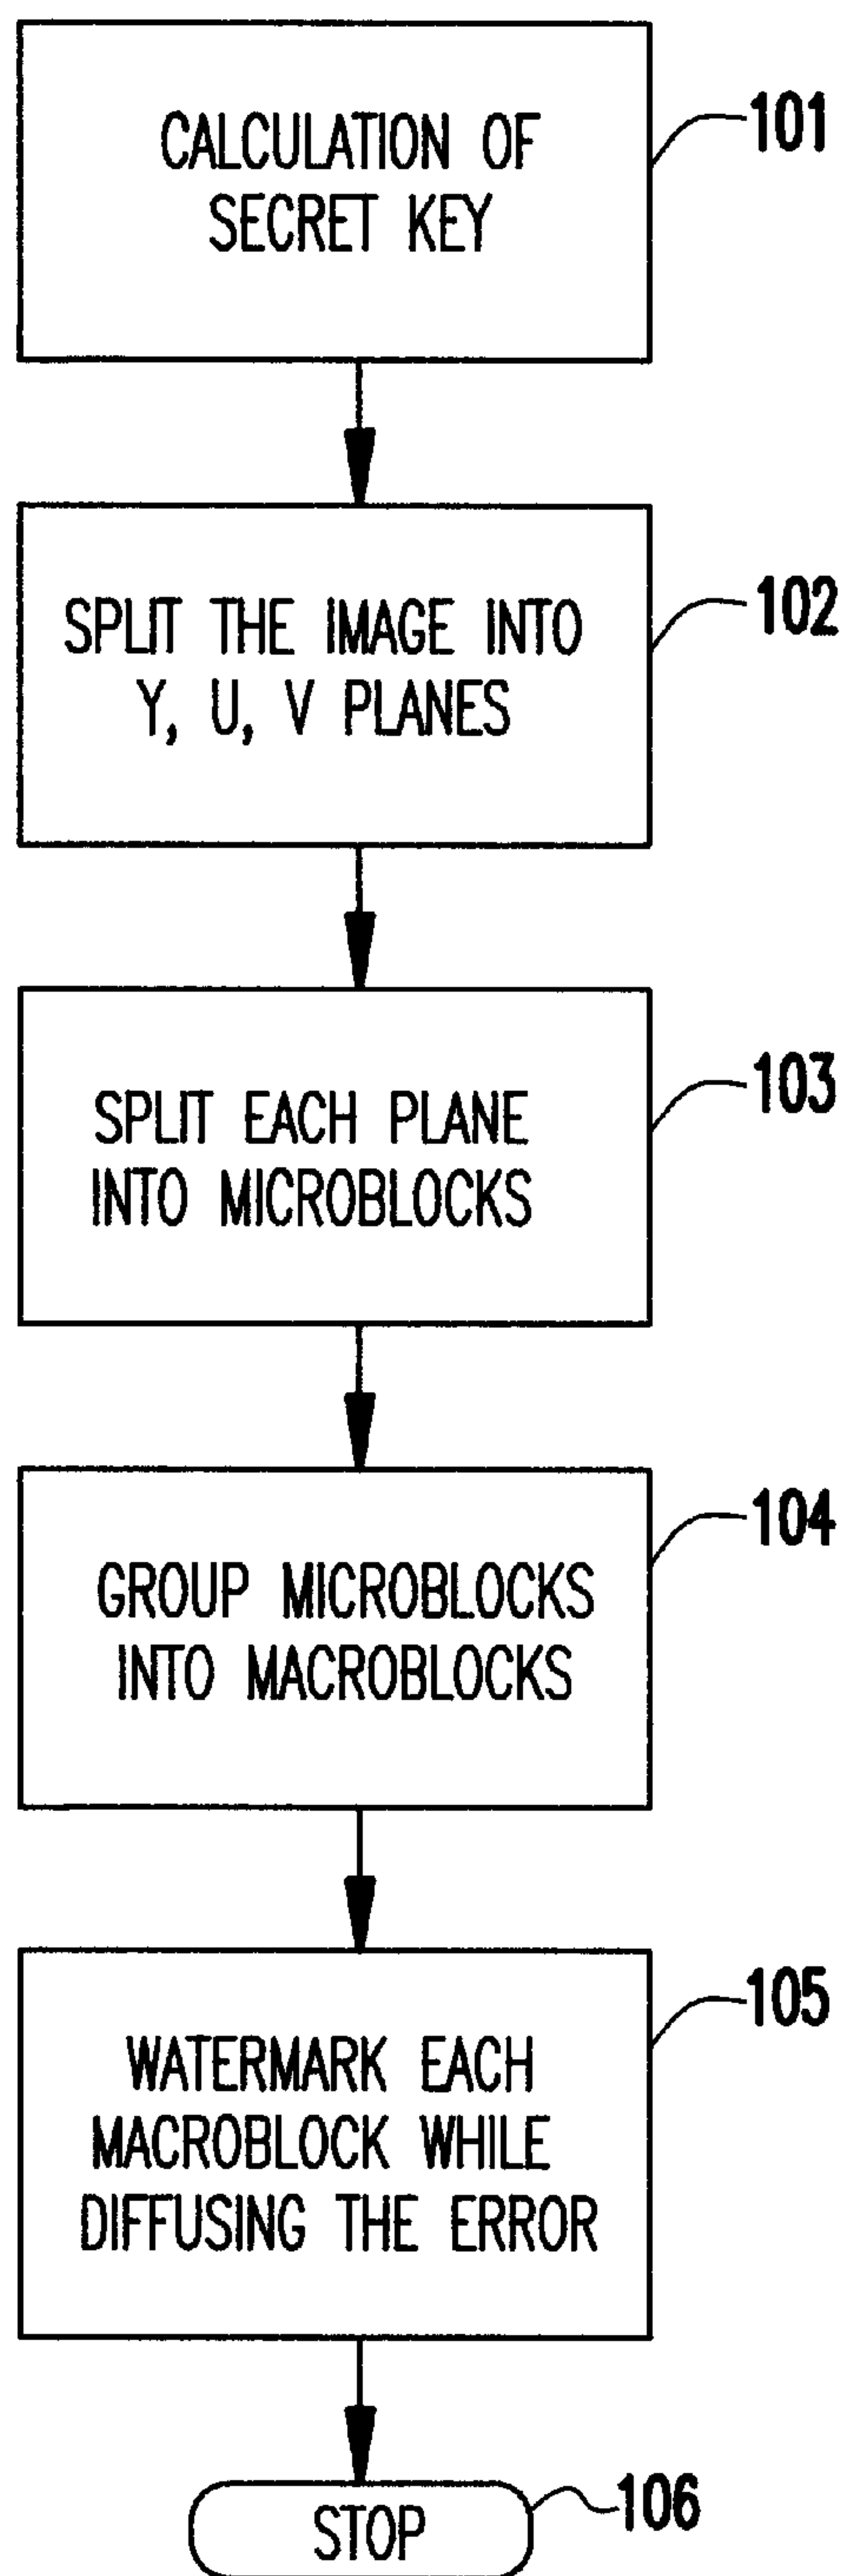 CALCULATION OF
SECRET KEY
101
SPLIT THE IMAGE INTO
Y, U, V PLANES
102
SPLIT EACH PLANE
INTO MICROBLOCKS
103
GROUP MICROBLOCKS
INTO MACROBLOCKS
104
WATERMARK EACH
MACROBLOCK WHILE
DIFFUSING THE ERROR
105
STOP
106